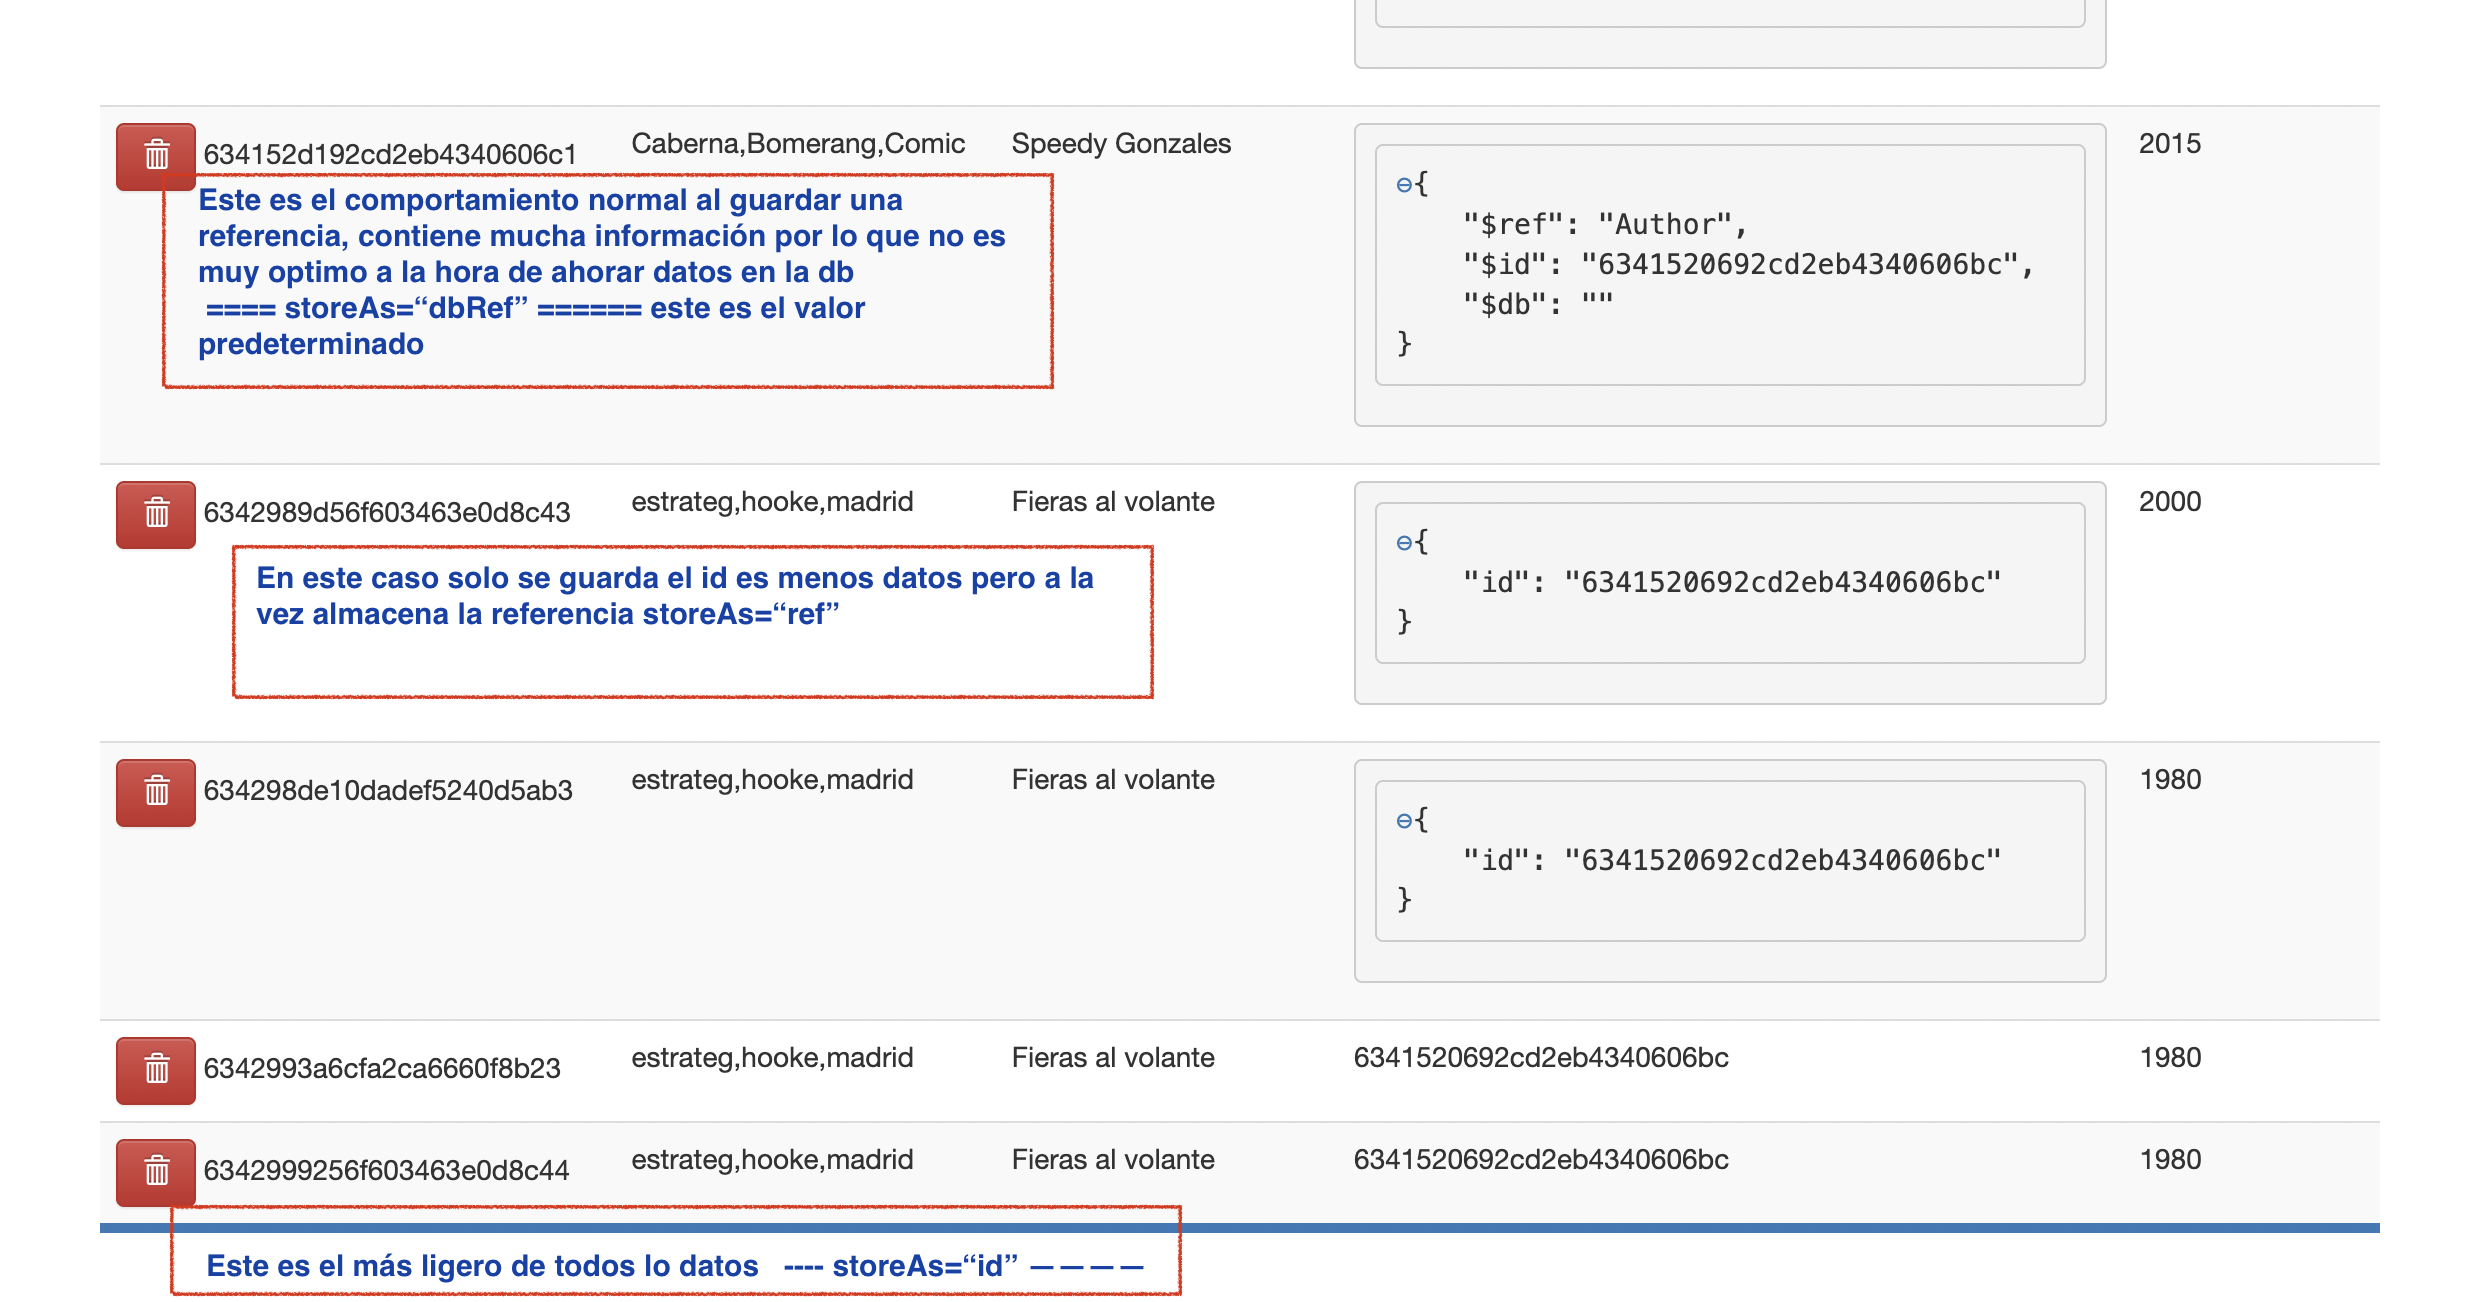 634152d192cd2eb4340606c1 Caberna,Bomerang,Comic Speedy Gonzales 2015
Este es el comportamiento normal al guardar una
referencia, contiene mucha información por lo que no es
muy optimo a la hora de ahorar datos en la db
==== storeAs=“dbRef” ====== este es el valor
predeterminado
{
"$ref": "Author",
"$id": "6341520692cd2eb4340606bc",
"$db": ""
}
6342989d56f603463e0d8c43 estrateg,hooke,madrid Fieras al volante 2000
En este caso solo se guarda el id es menos datos pero a la
vez almacena la referencia storeAs=“ref”
{
"id": "6341520692cd2eb4340606bc"
}
634298de10dadef5240d5ab3 estrateg,hooke,madrid Fieras al volante 1980
{
"id": "6341520692cd2eb4340606bc"
}
6342993a6cfa2ca6660f8b23 estrateg,hooke,madrid Fieras al volante 6341520692cd2eb4340606bc 1980
6342999256f603463e0d8c44 estrateg,hooke,madrid Fieras al volante 6341520692cd2eb4340606bc 1980
Este es el más ligero de todos lo datos ---- storeAs=“id” — — — —